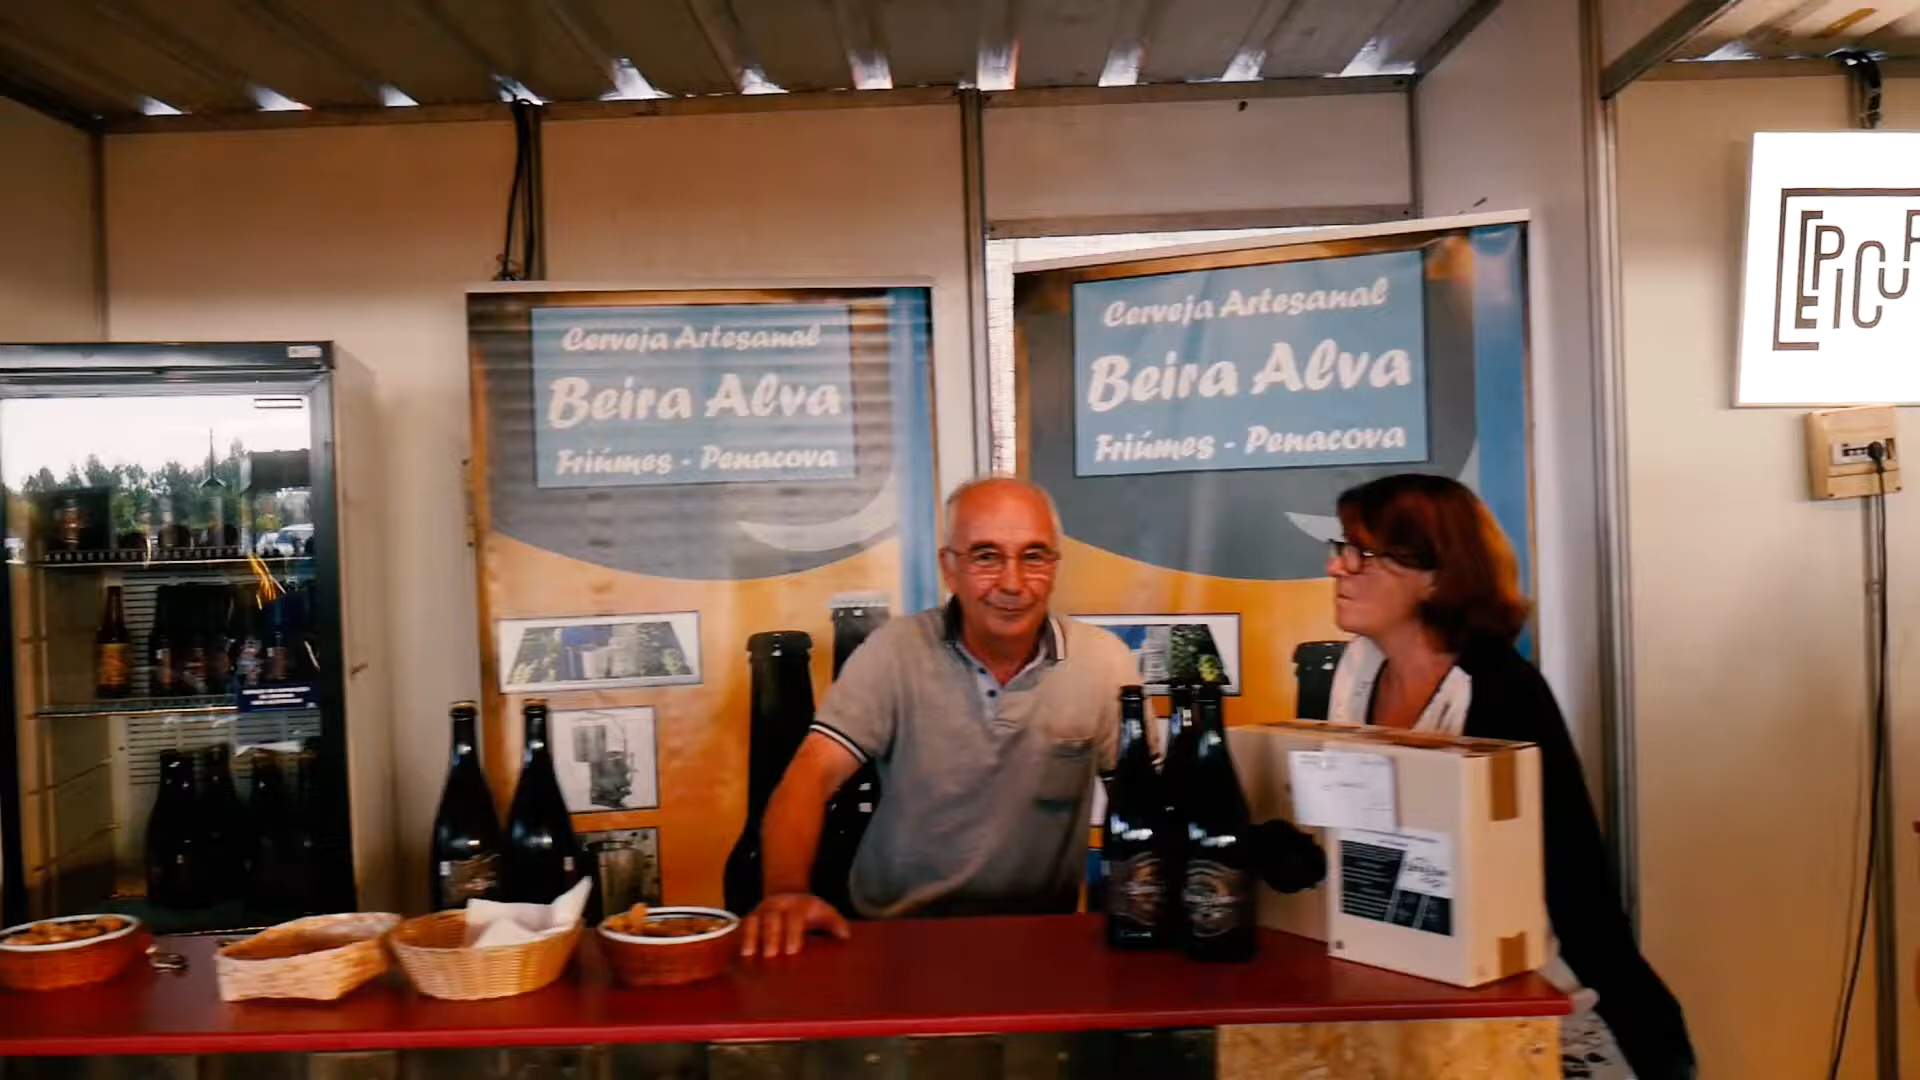 Cerveja Artesanal
Beira Alva
Friúmes - Penacova
Cerveja Artesanal
Beira Alva
Friúmes - Penacova
EPICUR